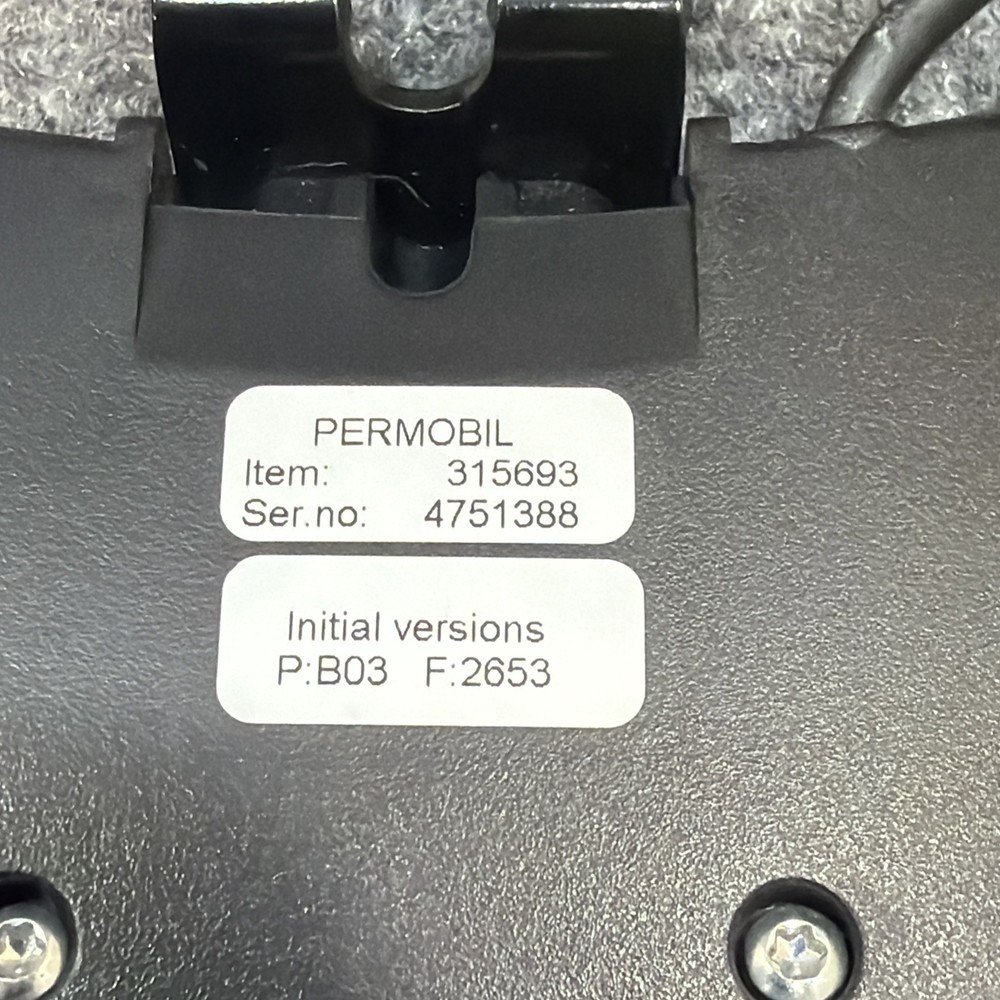 PERMOBIL
Item: 315693
Ser.no: 4751388
Initial versions
P:B03 F:2653